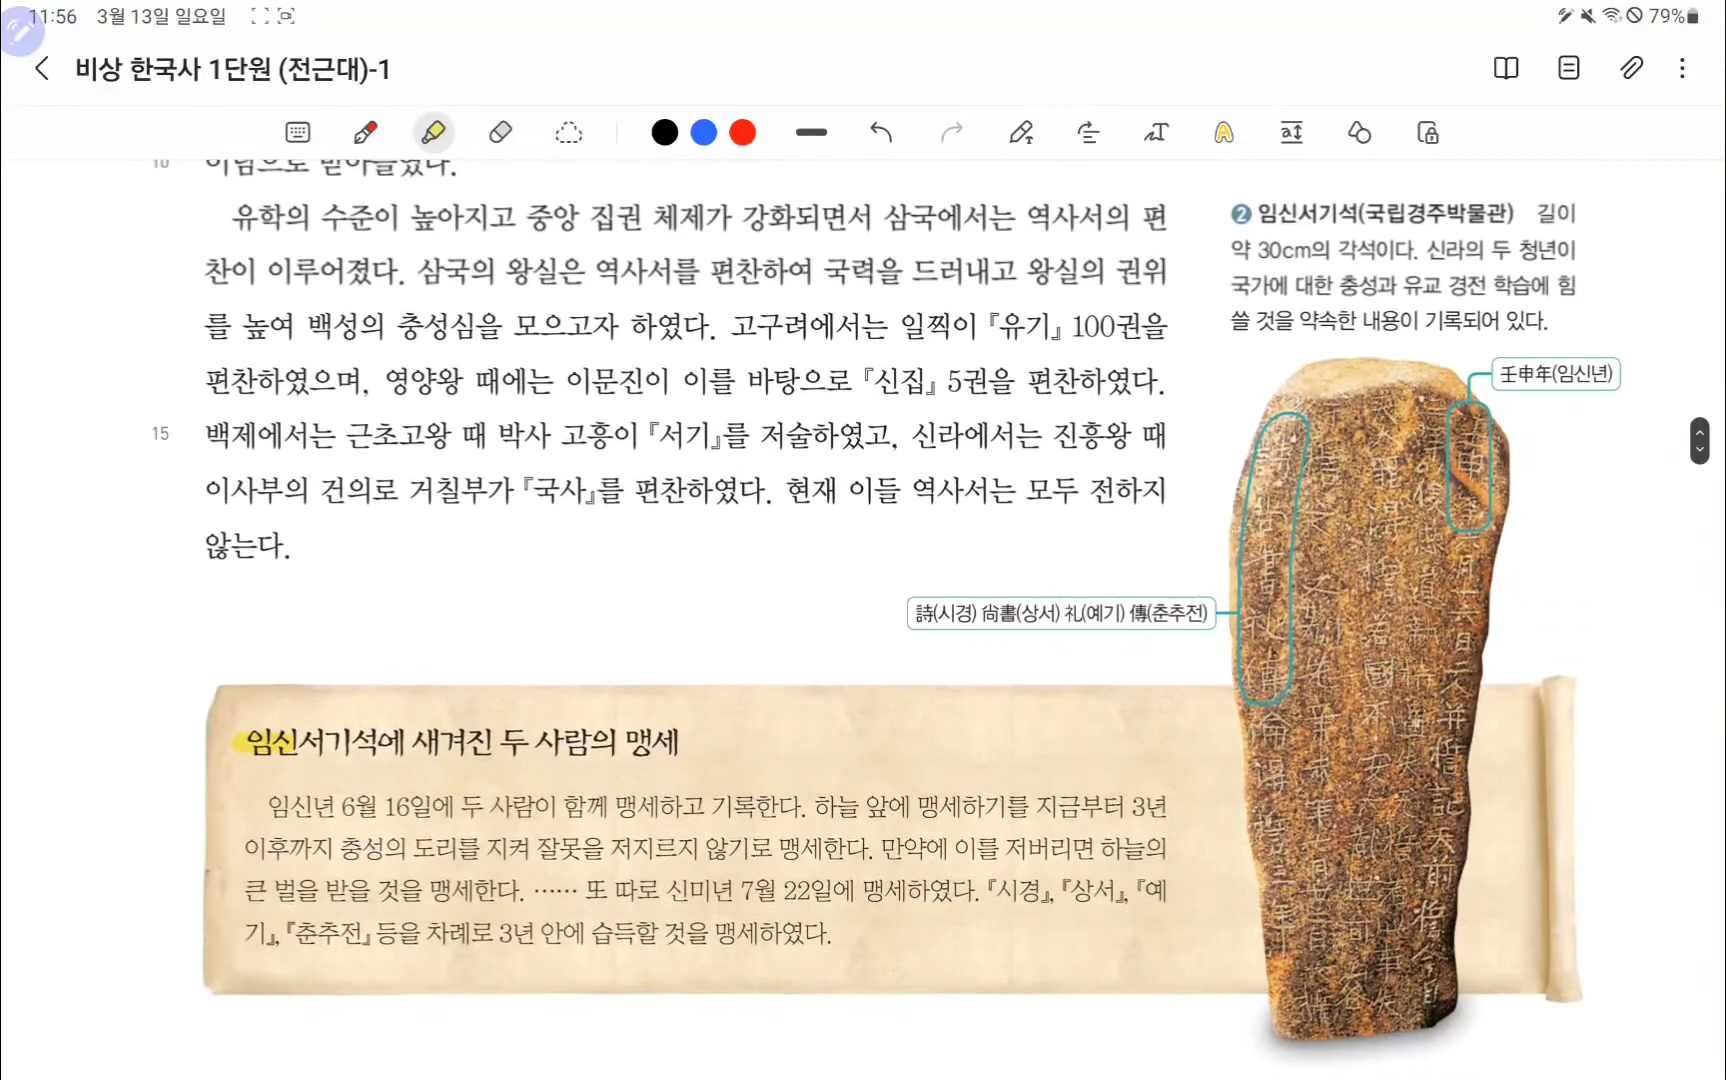 11:56 3월 13일 일요일
79%
비상 한국사 1단원 (전근대)-1
10 이념으로 받아들였다.
유학의 수준이 높아지고 중앙 집권 체제가 강화되면서 삼국에서는 역사서의 편
찬이 이루어졌다. 삼국의 왕실은 역사서를 편찬하여 국력을 드러내고 왕실의 권위
를 높여 백성의 충성심을 모으고자 하였다. 고구려에서는 일찍이 『유기』 100권을
편찬하였으며, 영양왕 때에는 이문진이 이를 바탕으로 『신집』 5권을 편찬하였다.
15 백제에서는 근초고왕 때 박사 고흥이 『서기』를 저술하였고, 신라에서는 진흥왕 때
이사부의 건의로 거칠부가 『국사』를 편찬하였다. 현재 이들 역사서는 모두 전하지
않는다.
2 임신서기석(국립경주박물관) 길이
약 30cm의 각석이다. 신라의 두 청년이
국가에 대한 충성과 유교 경전 학습에 힘
쓸 것을 약속한 내용이 기록되어 있다.
壬申年(임신년)
詩(시경) 尙書(상서) 礼(예기) 傳(춘추전)
임신서기석에 새겨진 두 사람의 맹세
임신년 6월 16일에 두 사람이 함께 맹세하고 기록한다. 하늘 앞에 맹세하기를 지금부터 3년
이후까지 충성의 도리를 지켜 잘못을 저지르지 않기로 맹세한다. 만약에 이를 저버리면 하늘의
큰 벌을 받을 것을 맹세한다. …… 또 따로 신미년 7월 22일에 맹세하였다. 『시경』, 『상서』, 『예
기』, 『춘추전』 등을 차례로 3년 안에 습득할 것을 맹세하였다.